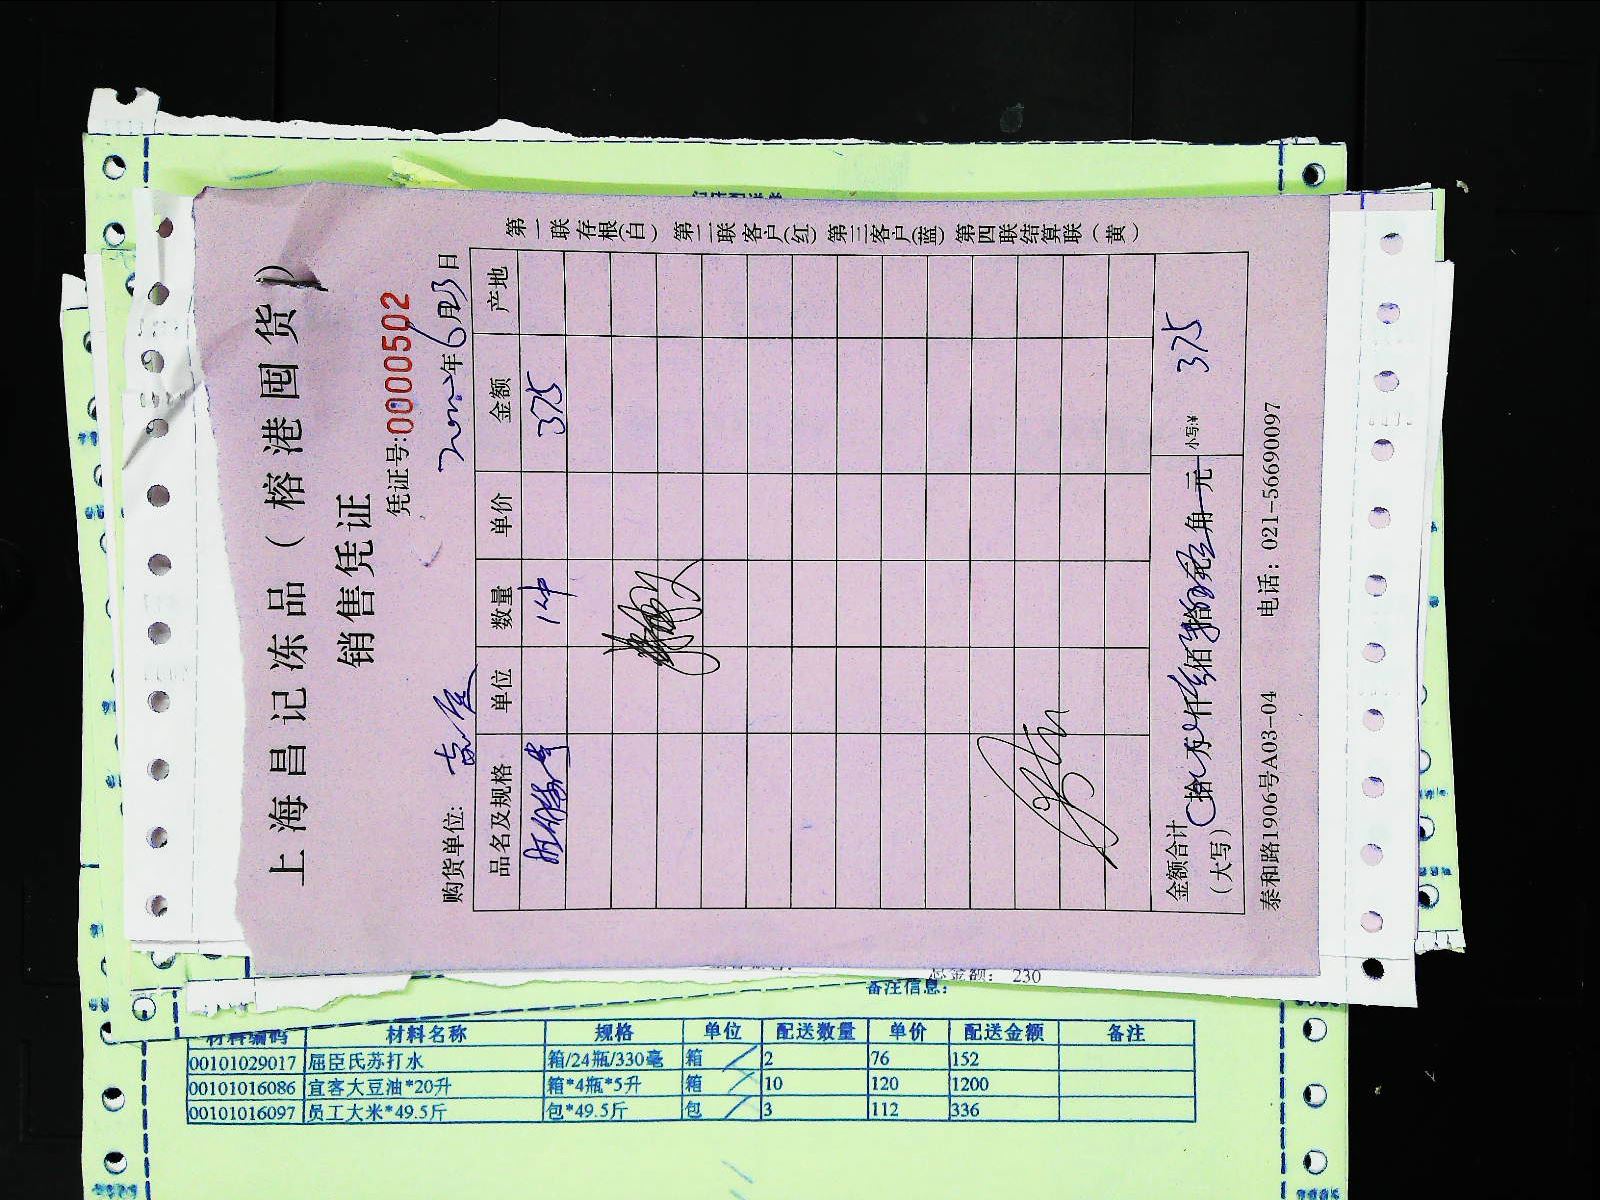 上海昌记冻品（榕港囤货）
销售凭证
凭证号:0000502
购货单位: 年6月23日
品名及规格 单位 数量 单价 金额 产地
1件 375
金额合计（大写） 拾 万 仟 佰 拾 元 角 小写¥ 375
泰和路1906号A03-04 电话：021-56690097
第一联存根（白）第二联客户（红）第三客户（蓝）第四联结算联（黄）
总金额： 230
备注信息：
材料编码 材料名称 规格 单位 配送数量 单价 配送金额 备注
00101029017 屈臣氏苏打水 箱/24瓶/330毫 箱 2 76 152
00101016086 宜客大豆油*20升 箱*4瓶*5升 箱 10 120 1200
00101016097 员工大米*49.5斤 包*49.5斤 包 3 112 336